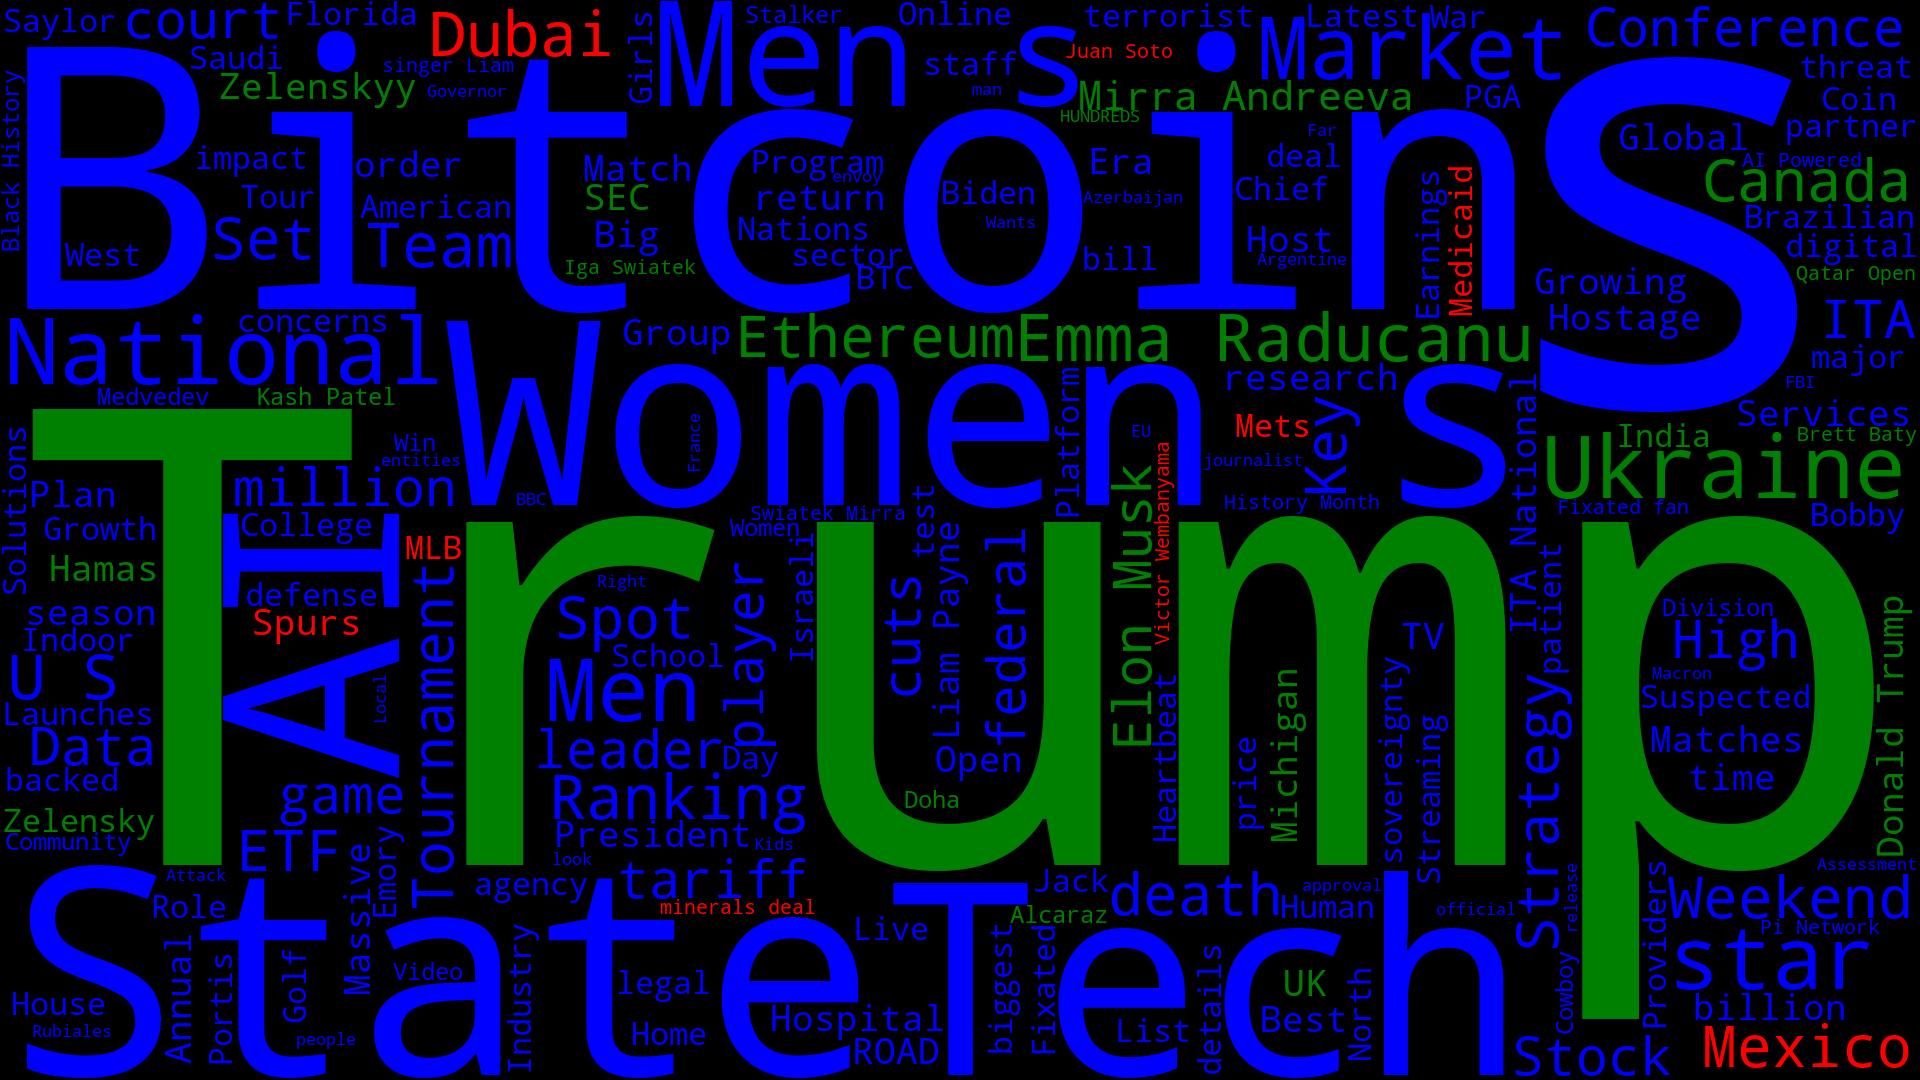 Saylor
court
Florida
Dubai
Girls
Men s
Stalker
Online
terrorist
Latest
War
Market
Conference
Saudi
singer Liam
staff
Juan Soto
threat
Zelenskyy
Governor
man
Mirra Andreeva
PGA
Coin
HUNDREDS
partner
Black History
Bitcoin
S
impact
order
Match
Program
envoy
Era
Far
deal
Global
AI Powered
Canada
Tour
American
SEC
return
Biden
Azerbaijan
Chief
Earnings
Medicaid
Brazilian
Set
Team
Big
Nations
Wants
Host
digital
West
Iga Swiatek
sector
BTC
bill
Argentine
Qatar Open
Growing
Hostage
ITA
National
concerns
Group
Ethereum
Emma Raducanu
major
Medvedev
Kash Patel
Women s
research
FBI
Services
Solutions
Win
entities
France
Platform
EU
Mets
key
ITA National
India
Brett Baty
journalist
Ukraine
Plan
million
BBC
History Month
Fixated fan
Bobby
Trump
Growth
College
Women
Swiatek Mirra
test
Elon Musk
Victor Wembanyama
Hamas
MLB
AI
defense
Right
Israeli
Liam Payne
federal
patient
season
Spurs
Tournament
Spot
player
cuts
TV
Division
High
Donald Trump
Indoor
School
U S
Local
Men
Heartbeat
Michigan
sovereignty
Macron
Suspected
Launches
Streaming
Strategy
Data
leader
Day
Open
price
Matches
backed
game
Ranking
Doha
time
Zelensky
Community
ETF
Massive
Emory
President
Kids
look
Attack
agency
tariff
Jack
death
approval
Assessment
Role
minerals deal
Alcaraz
Human
official
release
Weekend
State
Tech
Annual
Portis
Golf
Video
Industry
Live
biggest
Fixated
details
UK
North
Cowboy
Providers
Pi Network
star
legal
House
billion
Rubiales
people
Home
Hospital
ROAD
List
Best
Stock
Mexico